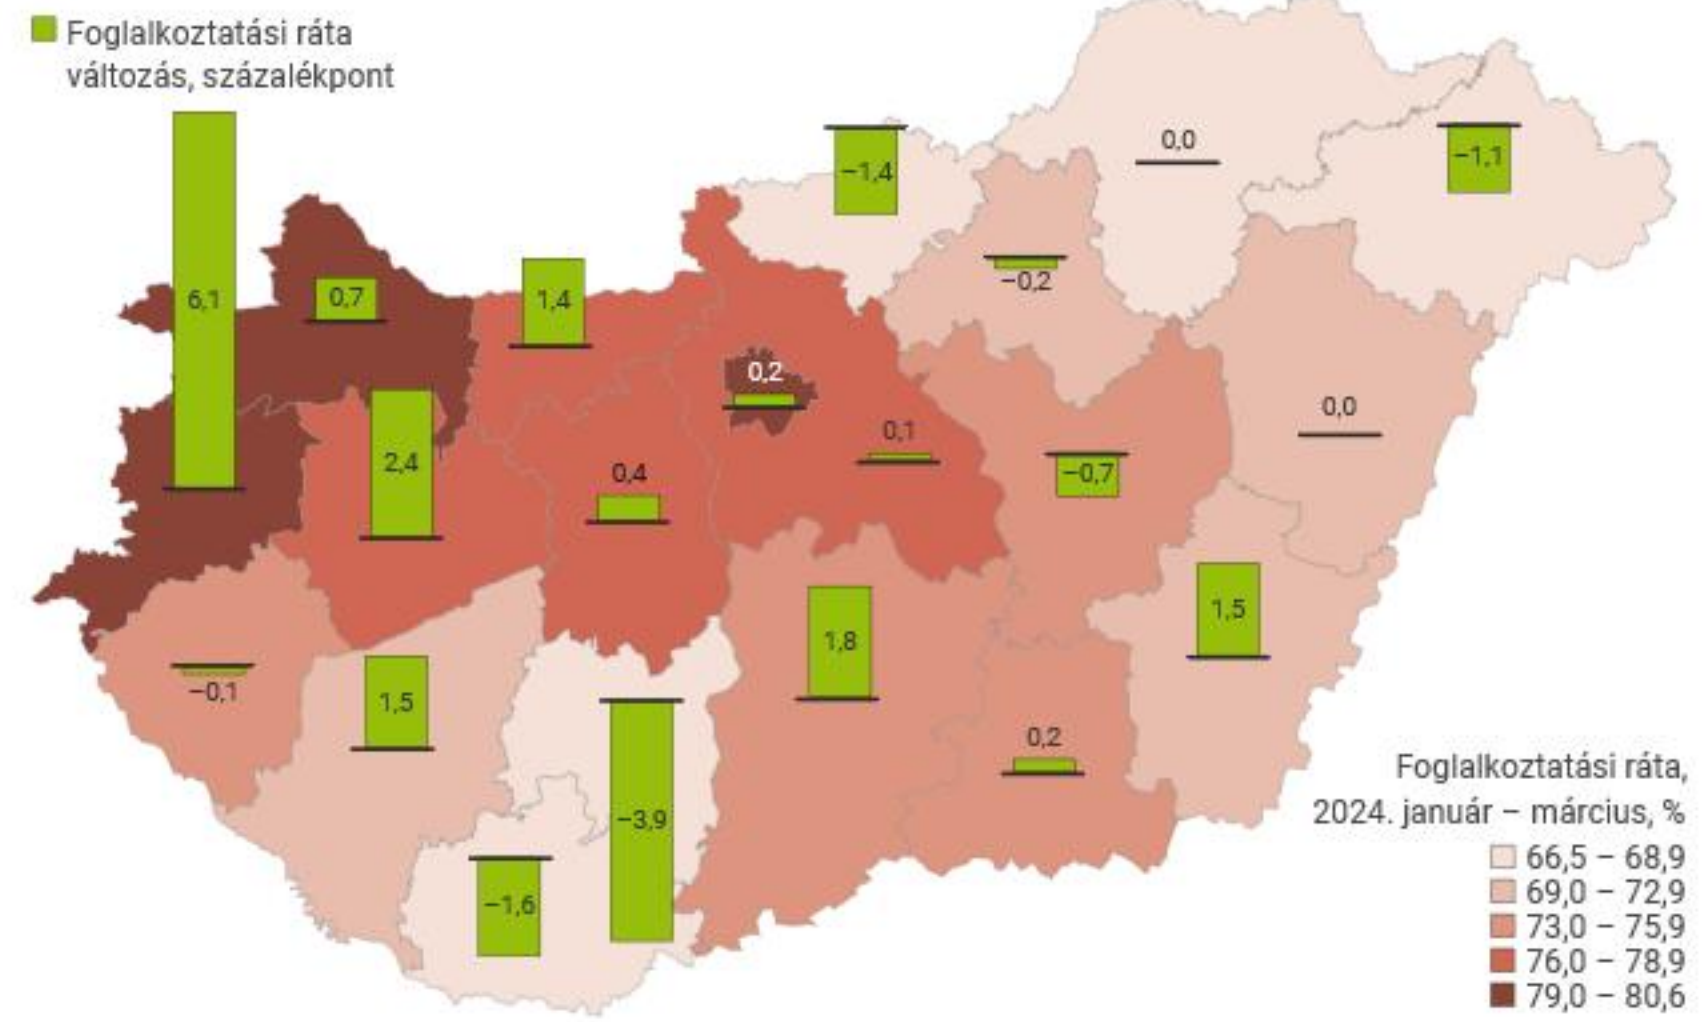 Foglalkoztatási ráta
változás, százalékpont
6,1
0,7
1,4
−1,4
0,0
−1,1
−0,2
0,2
0,1
2,4
0,4
−0,7
0,0
−0,1
1,5
1,8
1,5
−3,9
−1,6
0,2
Foglalkoztatási ráta,
2024. január – március, %
66,5 – 68,9
69,0 – 72,9
73,0 – 75,9
76,0 – 78,9
79,0 – 80,6